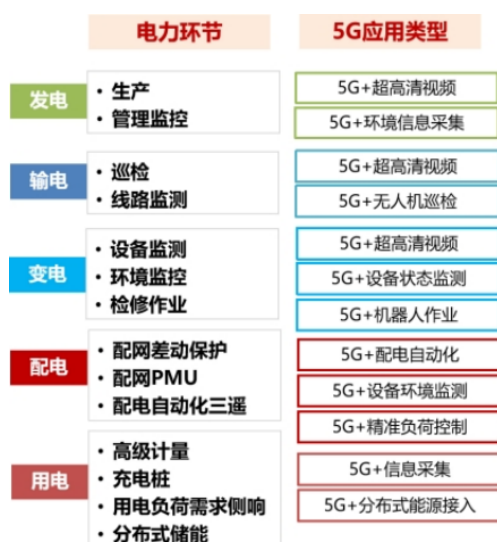 电力环节
5G应用类型
发电
· 生产
· 管理监控
5G+超高清视频
5G+环境信息采集
输电
· 巡检
· 线路监测
5G+超高清视频
5G+无人机巡检
变电
· 设备监测
· 环境监控
· 检修作业
5G+超高清视频
5G+设备状态监测
5G+机器人作业
配电
· 配网差动保护
· 配网PMU
· 配电自动化三遥
5G+配电自动化
5G+设备环境监测
5G+精准负荷控制
用电
· 高级计量
· 充电桩
· 用电负荷需求侧响
· 分布式储能
5G+信息采集
5G+分布式能源接入